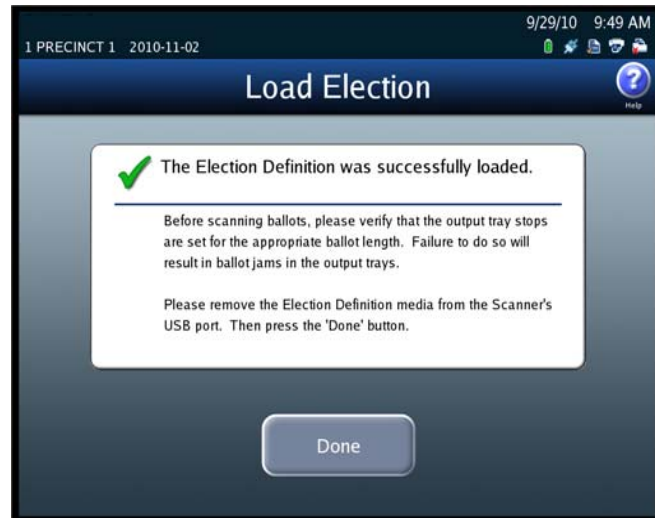 9/29/10 9:49 AM
1 PRECINCT 1 2010-11-02
Load Election
Help
The Election Definition was successfully loaded.
Before scanning ballots, please verify that the output tray stops
are set for the appropriate ballot length. Failure to do so will
result in ballot jams in the output trays.
Please remove the Election Definition media from the Scanner's
USB port. Then press the 'Done' button.
Done